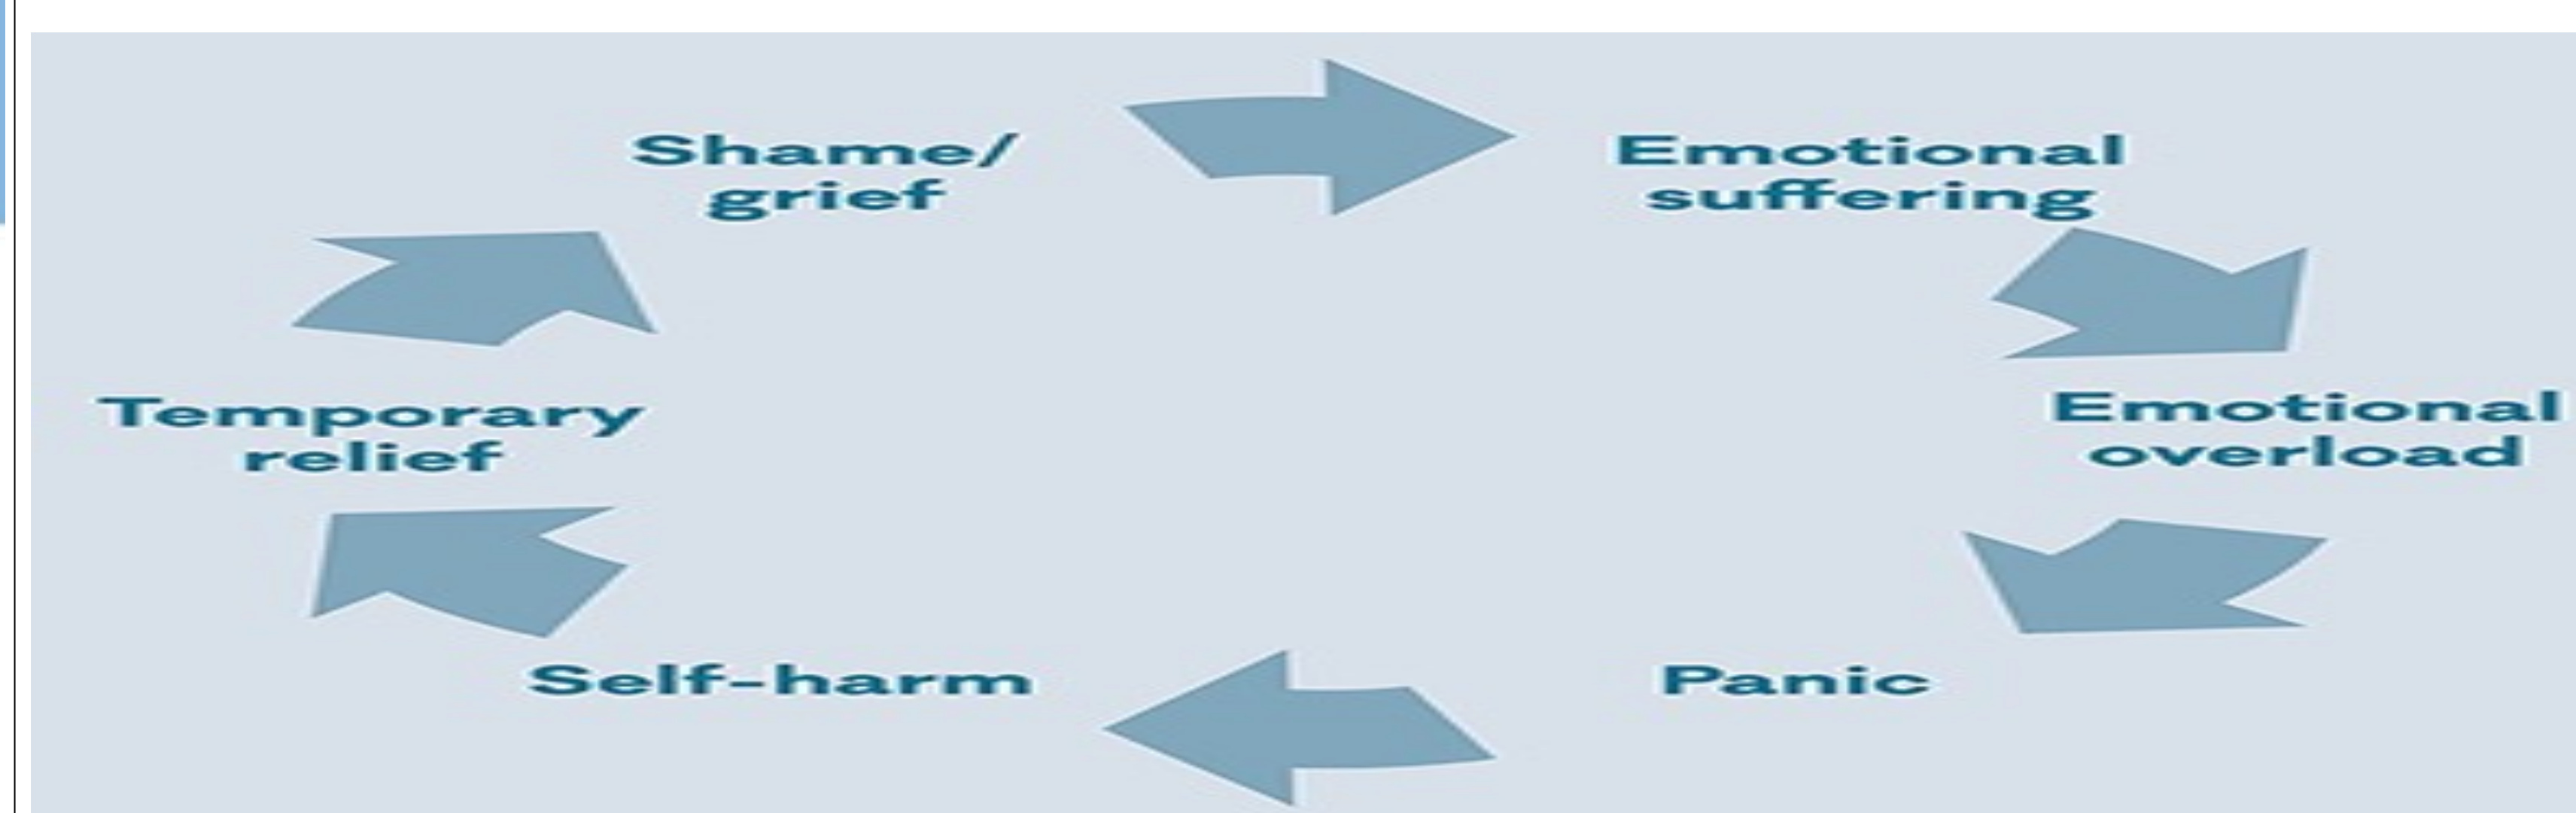 Shame/
grief
Emotional
suffering
Emotional
overload
Panic
Self-harm
Temporary
relief